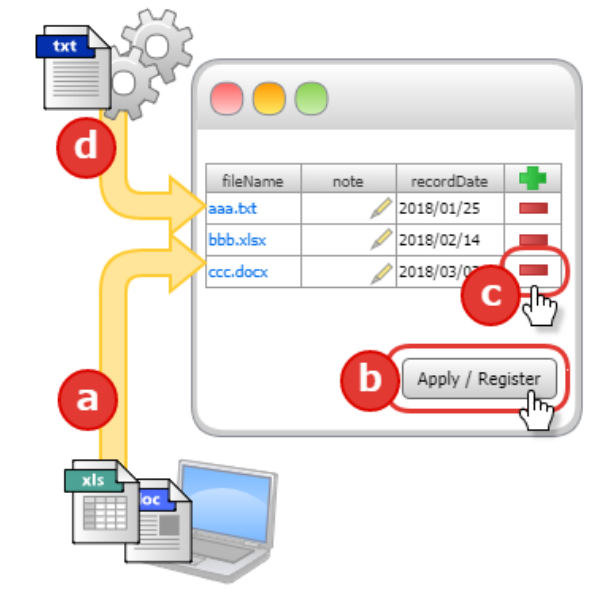 txt
d
fileName note recordDate
aaa.txt 2018/01/25
bbb.xlsx 2018/02/14
ccc.docx
c
b
Apply / Register
a
xls